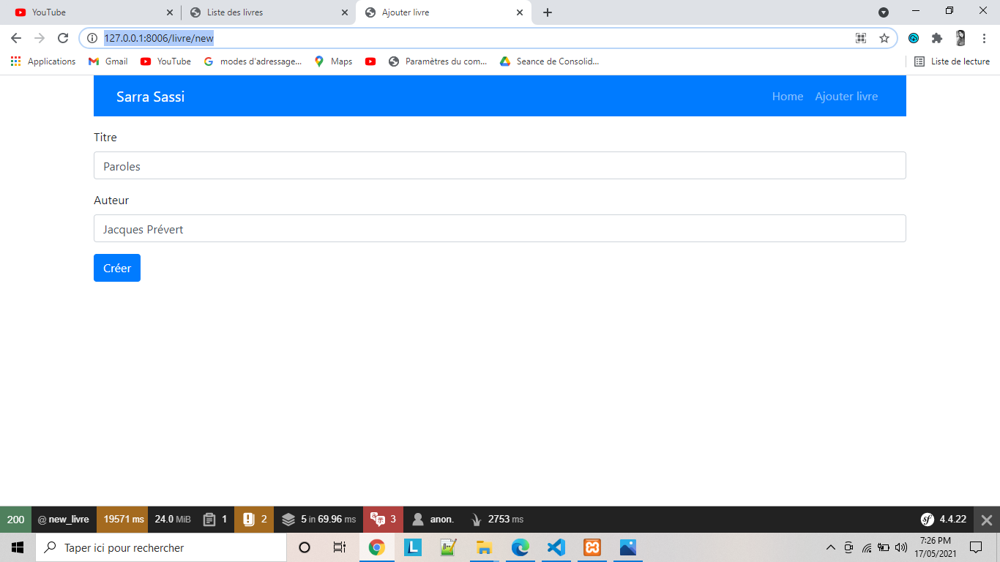 YouTube
Liste des livres
Ajouter livre
127.0.0.1:8006/livre/new
Applications Gmail YouTube modes d'adressage... Maps Paramètres du com... Seance de Consolid... Liste de lecture
Sarra Sassi Home Ajouter livre
Titre
Paroles
Auteur
Jacques Prévert
Créer
200 @ new_livre 19571 ms 24.0 MiB 1 2 5 in 69.96 ms 3 anon. 2753 ms 4.4.22
Taper ici pour rechercher
7:26 PM
17/05/2021